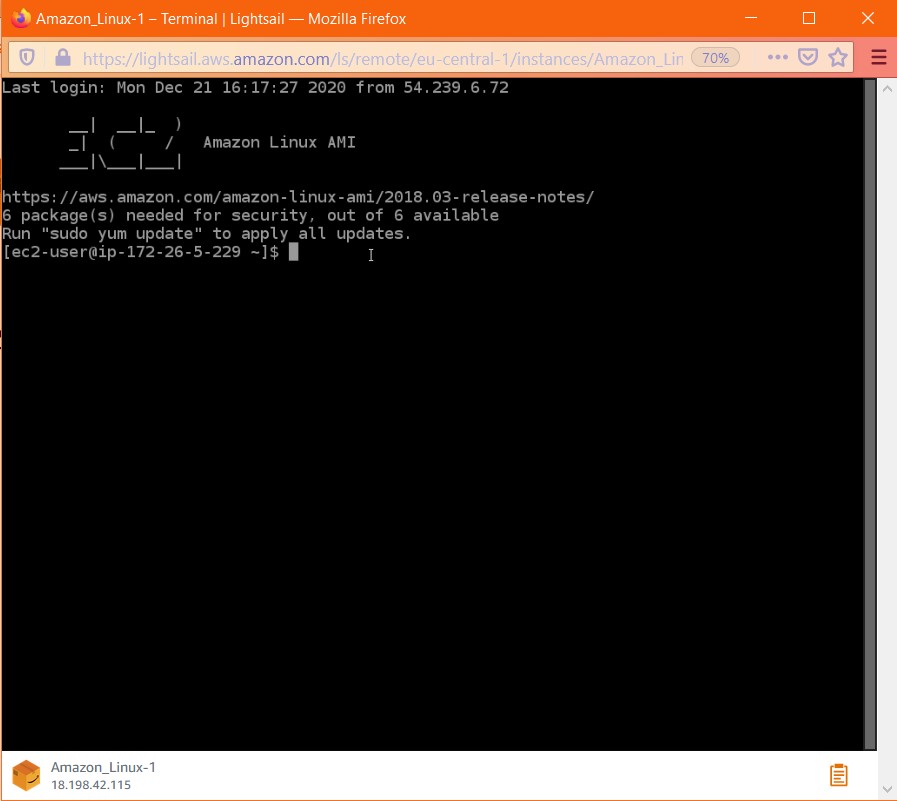 Amazon_Linux-1 – Terminal | Lightsail — Mozilla Firefox
https://lightsail.aws.amazon.com/ls/remote/eu-central-1/instances/Amazon_Lin
70%
Last login: Mon Dec 21 16:17:27 2020 from 54.239.6.72
__|  __|_  )
_|  (     /   Amazon Linux AMI
___|\___|___|
https://aws.amazon.com/amazon-linux-ami/2018.03-release-notes/
6 package(s) needed for security, out of 6 available
Run "sudo yum update" to apply all updates.
[ec2-user@ip-172-26-5-229 ~]$
Amazon_Linux-1
18.198.42.115